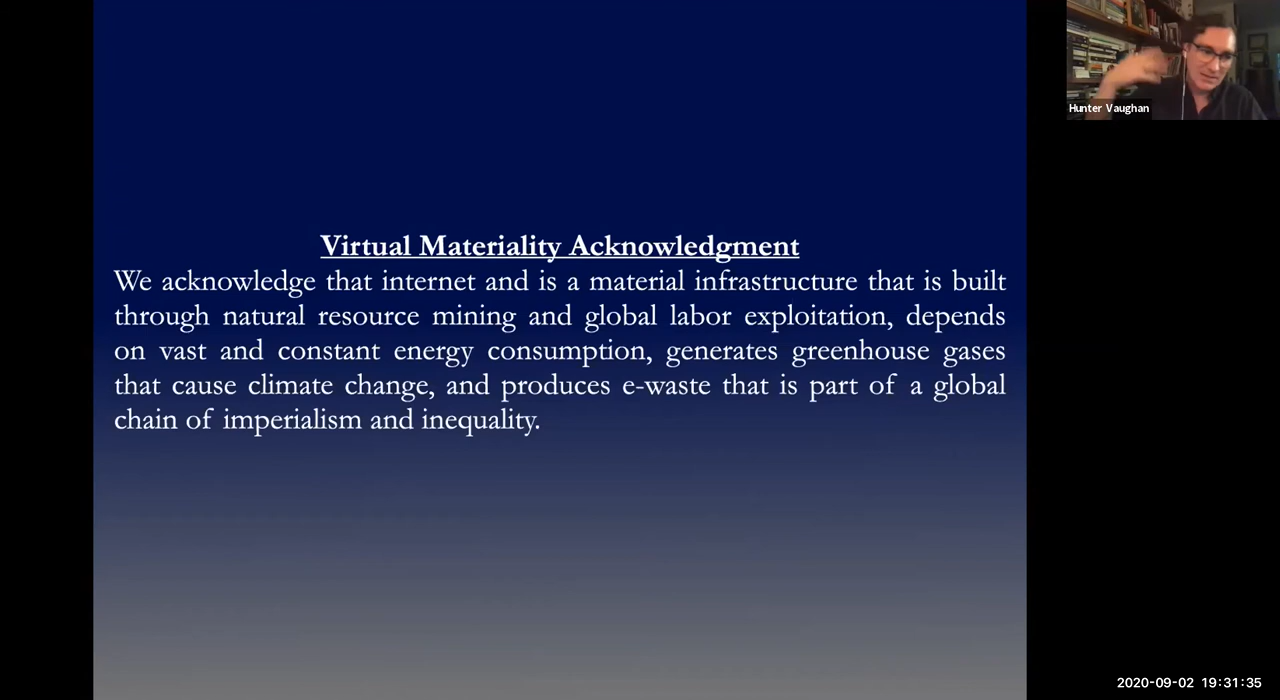 Virtual Materiality Acknowledgment
We acknowledge that internet and is a material infrastructure that is built
through natural resource mining and global labor exploitation, depends
on vast and constant energy consumption, generates greenhouse gases
that cause climate change, and produces e-waste that is part of a global
chain of imperialism and inequality.
Hunter Vaughan
2020-09-02 19:31:35